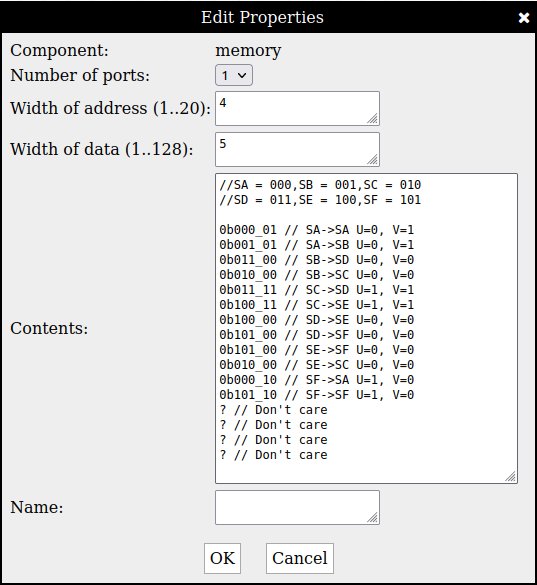 Edit Properties ✖
Component: memory
Number of ports: 1
Width of address (1..20): 4
Width of data (1..128): 5
Contents:
//SA = 000,SB = 001,SC = 010
//SD = 011,SE = 100,SF = 101
0b000_01 // SA->SA U=0, V=1
0b001_01 // SA->SB U=0, V=1
0b011_00 // SB->SD U=0, V=0
0b010_00 // SB->SC U=0, V=0
0b011_11 // SC->SD U=1, V=1
0b100_11 // SC->SE U=1, V=1
0b100_00 // SD->SE U=0, V=0
0b101_00 // SD->SF U=0, V=0
0b101_00 // SE->SF U=0, V=0
0b010_00 // SE->SC U=0, V=0
0b000_10 // SF->SA U=1, V=0
0b101_10 // SF->SF U=1, V=0
? // Don't care
? // Don't care
? // Don't care
? // Don't care
Name:
OK Cancel